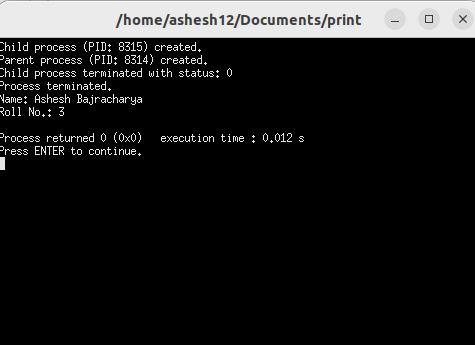 /home/ashesh12/Documents/print
Child process (PID: 8315) created.
Parent process (PID: 8314) created.
Child process terminated with status: 0
Process terminated.
Name: Ashesh Bajracharya
Roll No.: 3
Process returned 0 (0x0)   execution time : 0.012 s
Press ENTER to continue.